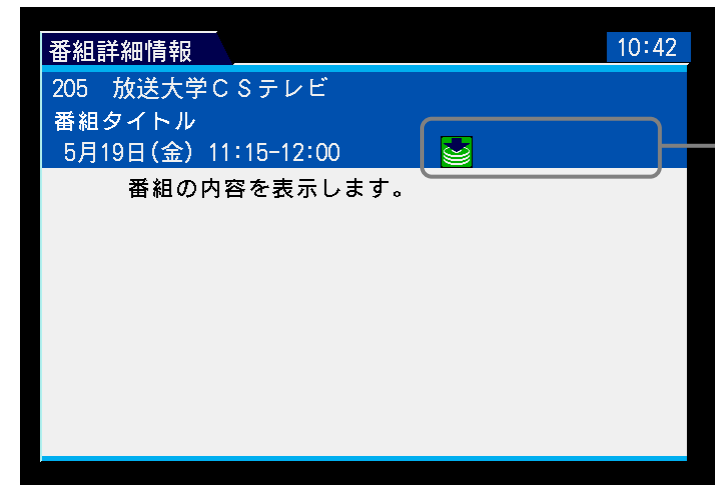 番組詳細情報 10:42
205 放送大学ＣＳテレビ
番組タイトル
5月19日(金) 11:15-12:00
番組の内容を表示します。